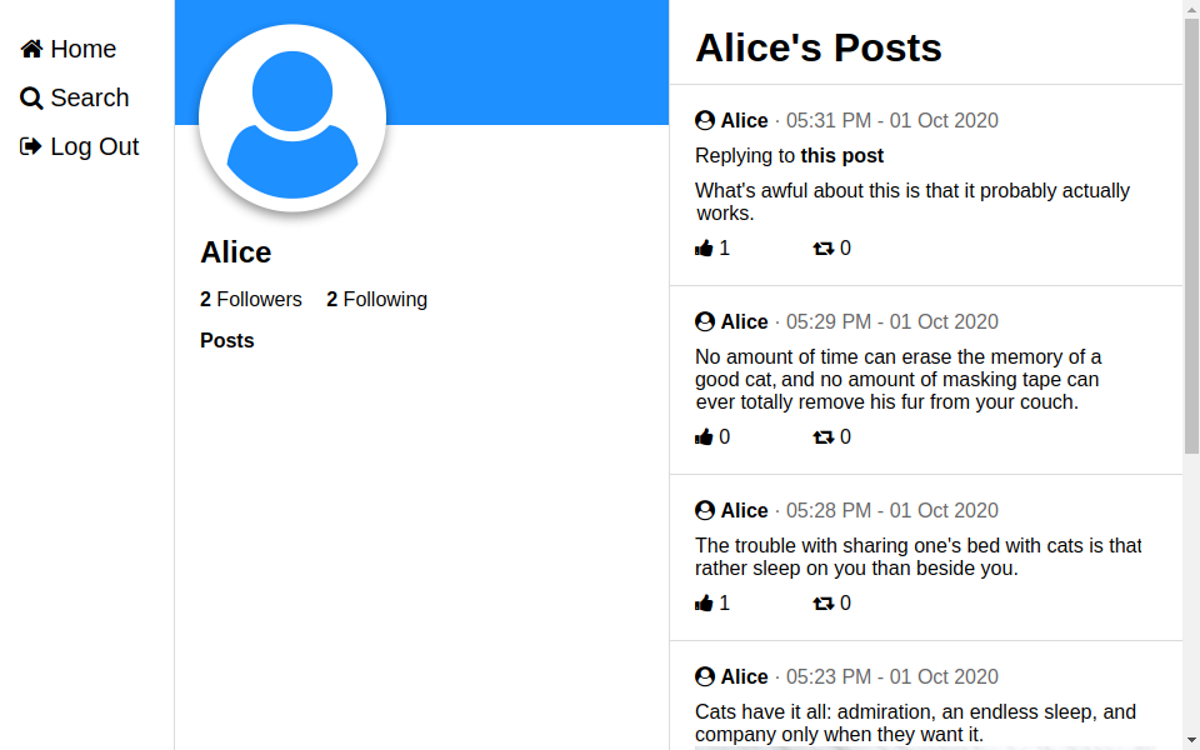 Home
Search
Log Out
Alice
2 Followers 2 Following
Posts
Alice's Posts
Alice · 05:31 PM - 01 Oct 2020
Replying to this post
What's awful about this is that it probably actually
works.
1 0
Alice · 05:29 PM - 01 Oct 2020
No amount of time can erase the memory of a
good cat, and no amount of masking tape can
ever totally remove his fur from your couch.
0 0
Alice · 05:28 PM - 01 Oct 2020
The trouble with sharing one's bed with cats is that
rather sleep on you than beside you.
1 0
Alice · 05:23 PM - 01 Oct 2020
Cats have it all: admiration, an endless sleep, and
company only when they want it.